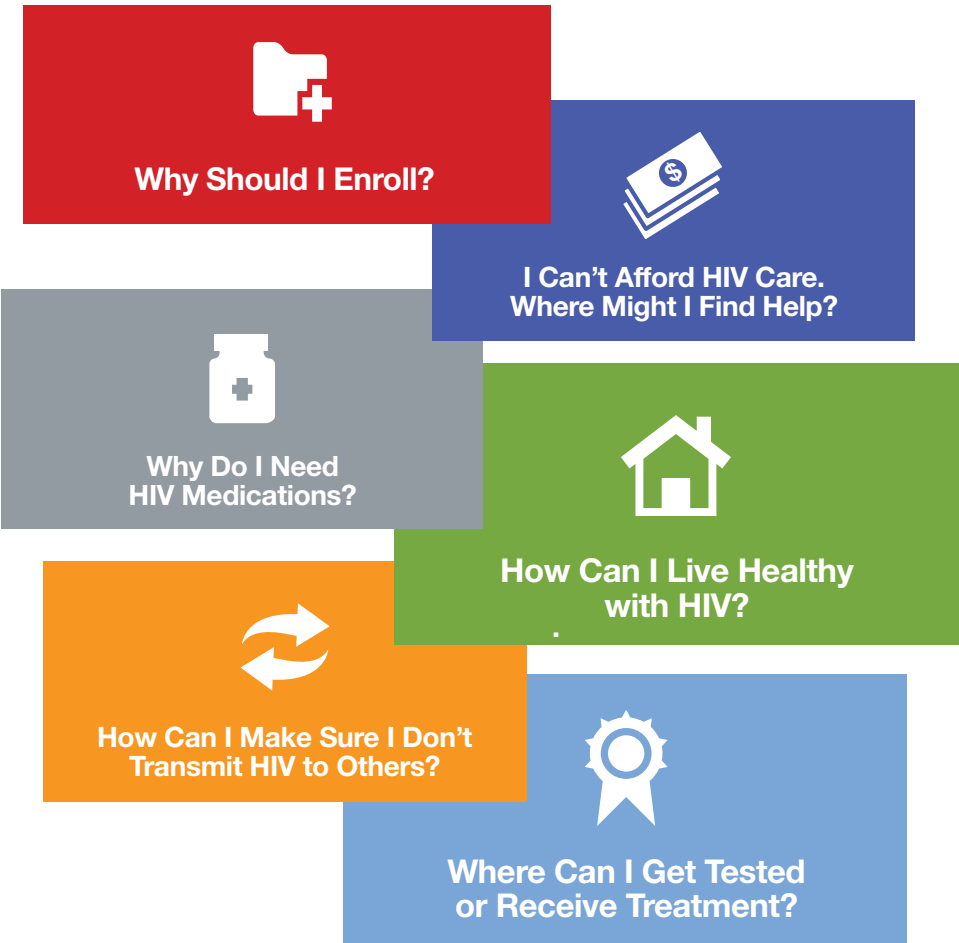 Why Should I Enroll?
$
I Can't Afford HIV Care.
Where Might I Find Help?
Why Do I Need
HIV Medications?
How Can I Live Healthy
with HIV?
.
How Can I Make Sure I Don't
Transmit HIV to Others?
Where Can I Get Tested
or Receive Treatment?